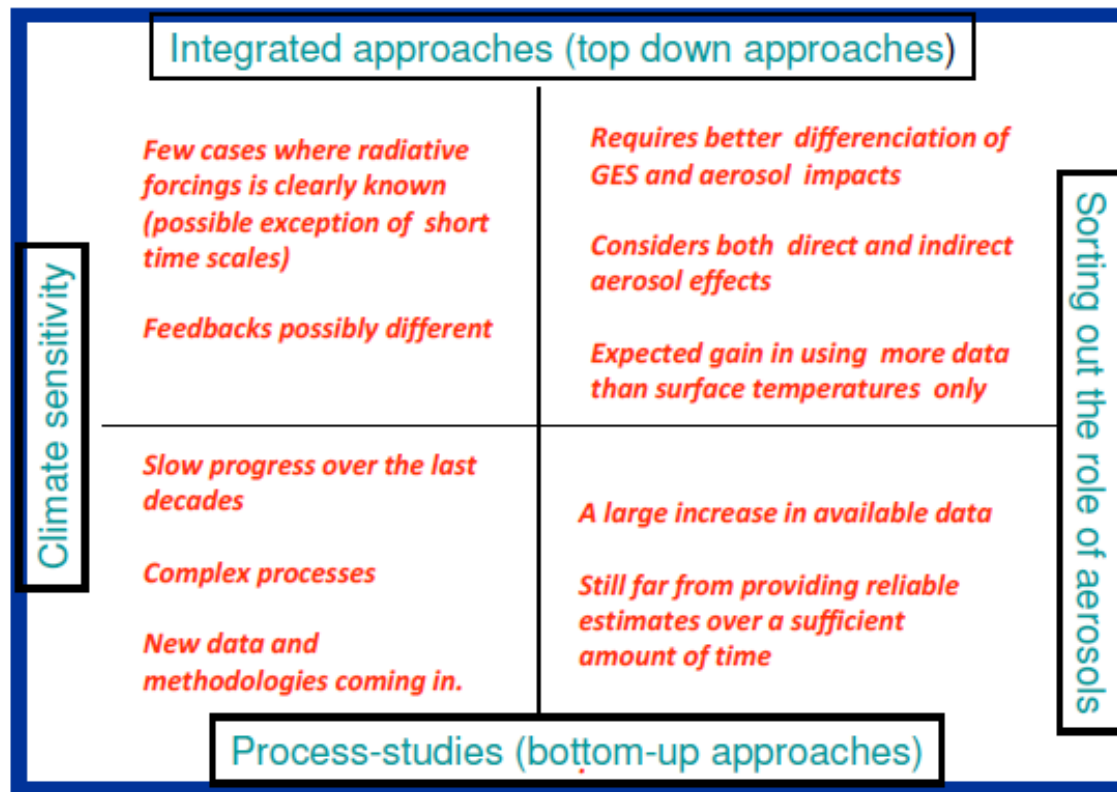 Integrated approaches (top down approaches)
Few cases where radiative
forcings is clearly known
(possible exception of short
time scales)
Feedbacks possibly different
Requires better differenciation of
GES and aerosol impacts
Considers both direct and indirect
aerosol effects
Expected gain in using more data
than surface temperatures only
Climate sensitivity
Sorting out the role of aerosols
Slow progress over the last
decades
Complex processes
New data and
methodologies coming in.
A large increase in available data
Still far from providing reliable
estimates over a sufficient
amount of time
Process-studies (bottom-up approaches)